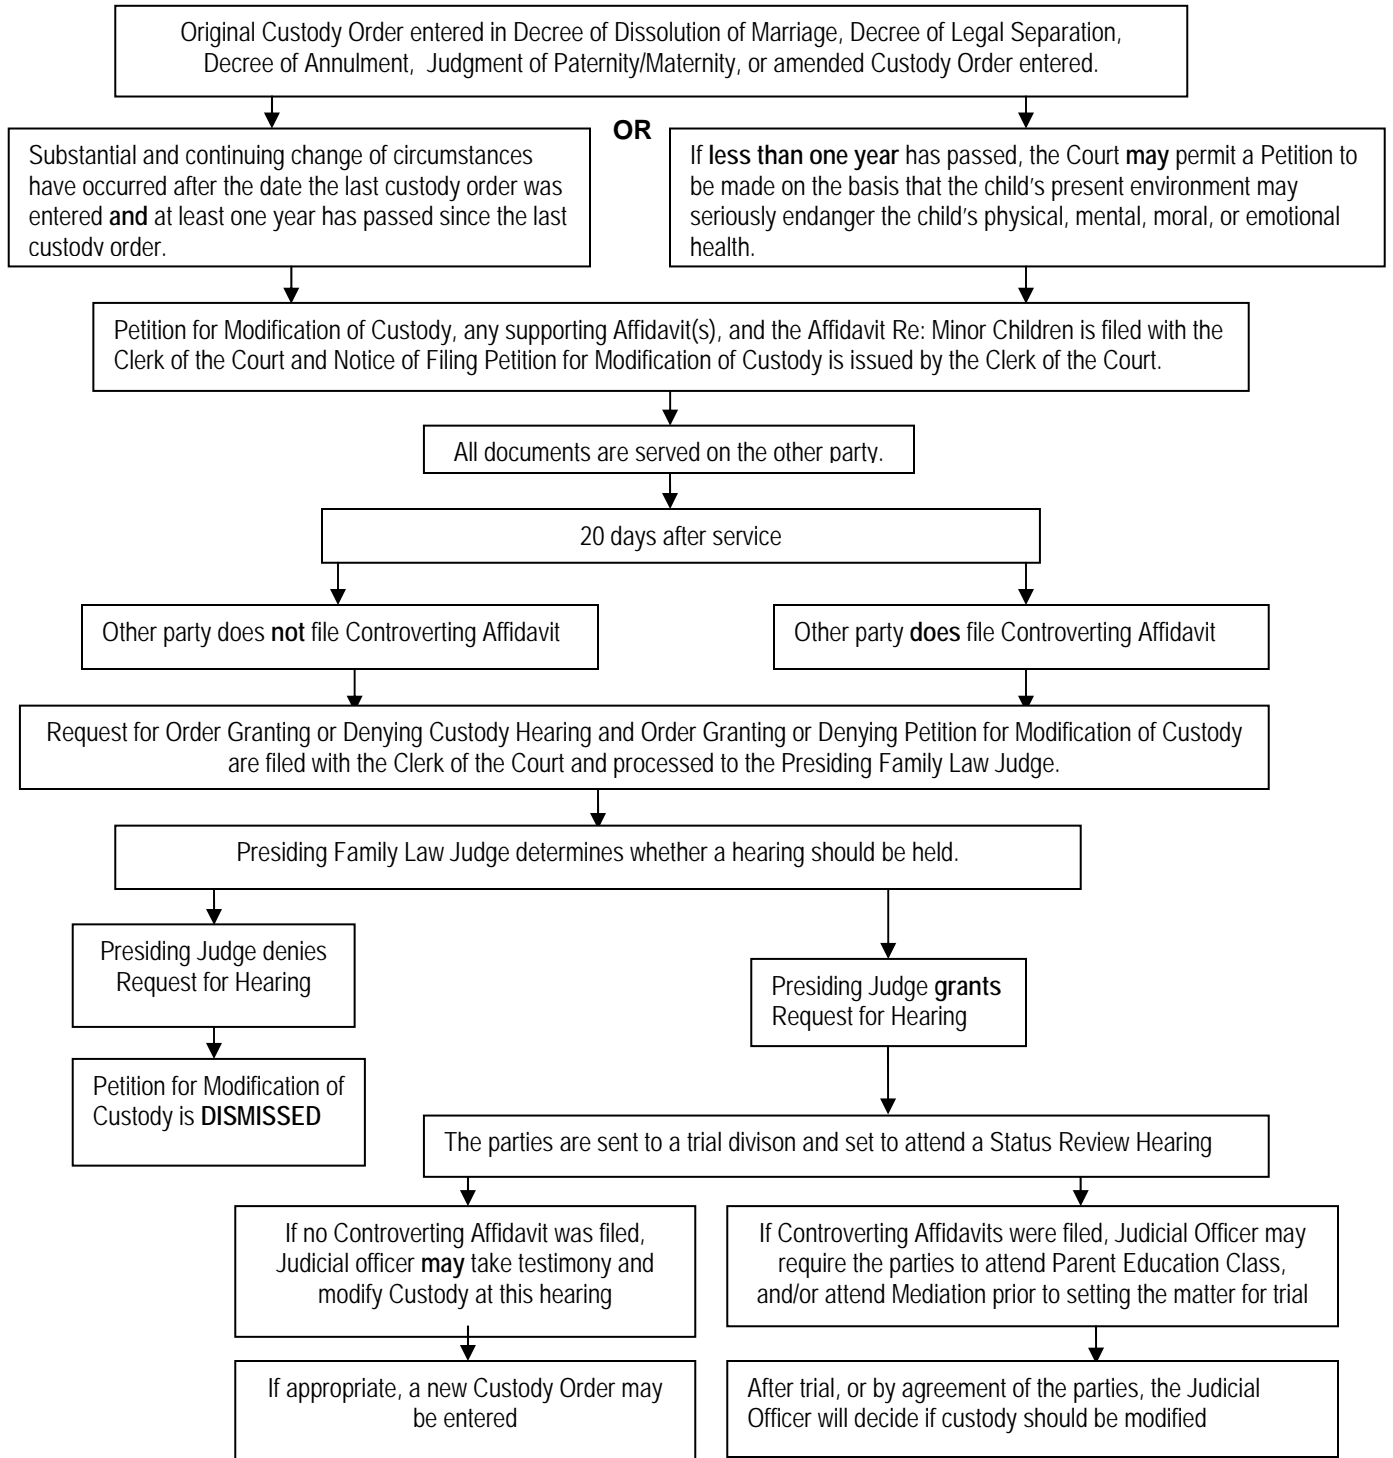 Original Custody Order entered in Decree of Dissolution of Marriage, Decree of Legal Separation,
Decree of Annulment, Judgment of Paternity/Maternity, or amended Custody Order entered.
OR
Substantial and continuing change of circumstances
have occurred after the date the last custody order was
entered and at least one year has passed since the last
custody order.
If less than one year has passed, the Court may permit a Petition to
be made on the basis that the child's present environment may
seriously endanger the child's physical, mental, moral, or emotional
health.
Petition for Modification of Custody, any supporting Affidavit(s), and the Affidavit Re: Minor Children is filed with the
Clerk of the Court and Notice of Filing Petition for Modification of Custody is issued by the Clerk of the Court.
All documents are served on the other party.
20 days after service
Other party does not file Controverting Affidavit
Other party does file Controverting Affidavit
Request for Order Granting or Denying Custody Hearing and Order Granting or Denying Petition for Modification of Custody
are filed with the Clerk of the Court and processed to the Presiding Family Law Judge.
Presiding Family Law Judge determines whether a hearing should be held.
Presiding Judge denies
Request for Hearing
Presiding Judge grants
Request for Hearing
Petition for Modification of
Custody is DISMISSED
The parties are sent to a trial divison and set to attend a Status Review Hearing
If no Controverting Affidavit was filed,
Judicial officer may take testimony and
modify Custody at this hearing
If Controverting Affidavits were filed, Judicial Officer may
require the parties to attend Parent Education Class,
and/or attend Mediation prior to setting the matter for trial
If appropriate, a new Custody Order may
be entered
After trial, or by agreement of the parties, the Judicial
Officer will decide if custody should be modified